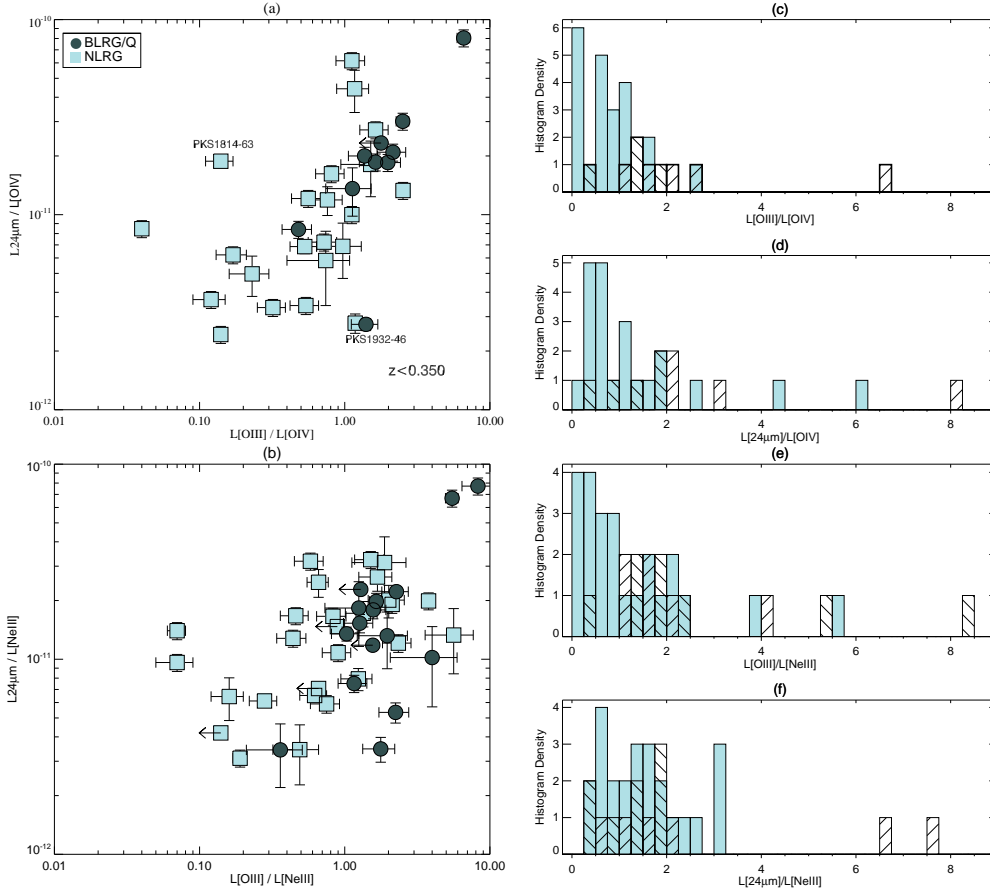 (a)
10^-10
BLRG/Q
NLRG
PKS1814-63
L24μm / L[OIV]
10^-11
PKS1932-46
z<0.350
10^-12
0.01 0.10 1.00 10.00
L[OIII] / L[OIV]
(b)
10^-10
L24μm / L[NeIII]
10^-11
10^-12
0.01 0.10 1.00 10.00
L[OIII] / L[NeIII]
(c)
Histogram Density
6
5
4
3
2
1
0
0 2 4 6 8
L[OIII]/L[OIV]
(d)
Histogram Density
5
4
3
2
1
0
0 2 4 6 8
L[24μm]/L[OIV]
(e)
Histogram Density
4
3
2
1
0
0 2 4 6 8
L[OIII]/L[NeIII]
(f)
Histogram Density
4
3
2
1
0
0 2 4 6 8
L[24μm]/L[NeIII]